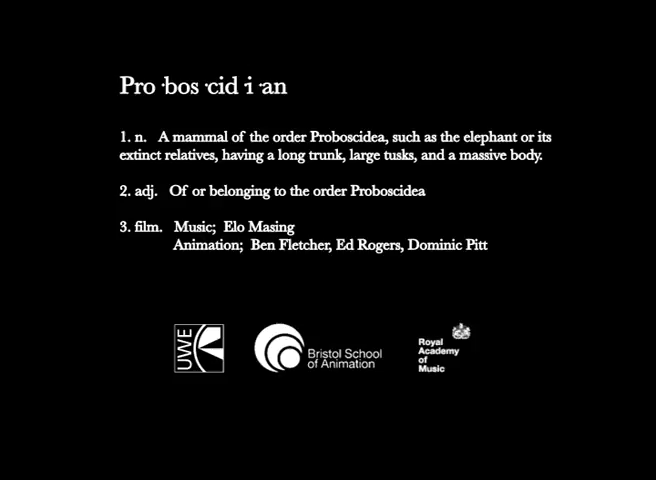 Pro·bos·cid·i·an
1. n. A mammal of the order Proboscidea, such as the elephant or its
extinct relatives, having a long trunk, large tusks, and a massive body.
2. adj. Of or belonging to the order Proboscidea
3. film. Music; Elo Masing
Animation; Ben Fletcher, Ed Rogers, Dominic Pitt
UWE
Bristol School
of Animation
Royal
Academy
of
Music